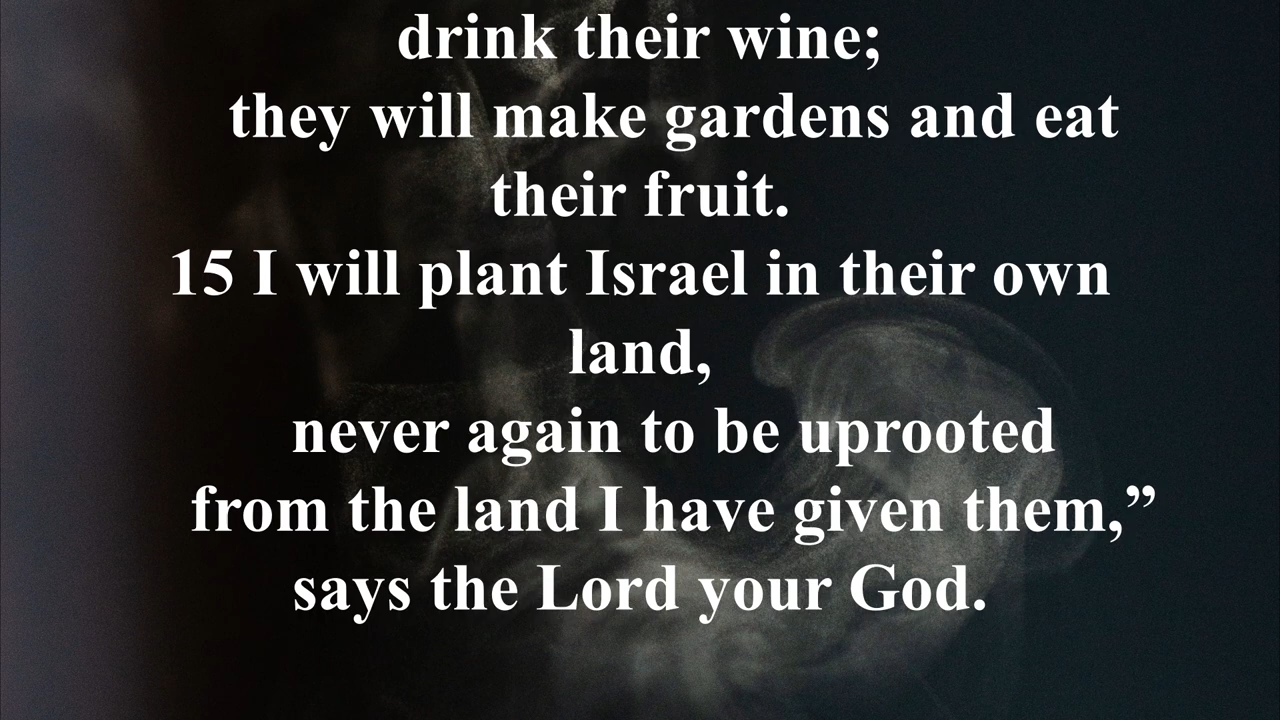 drink their wine;
they will make gardens and eat
their fruit.
15 I will plant Israel in their own
land,
never again to be uprooted
from the land I have given them,”
says the Lord your God.